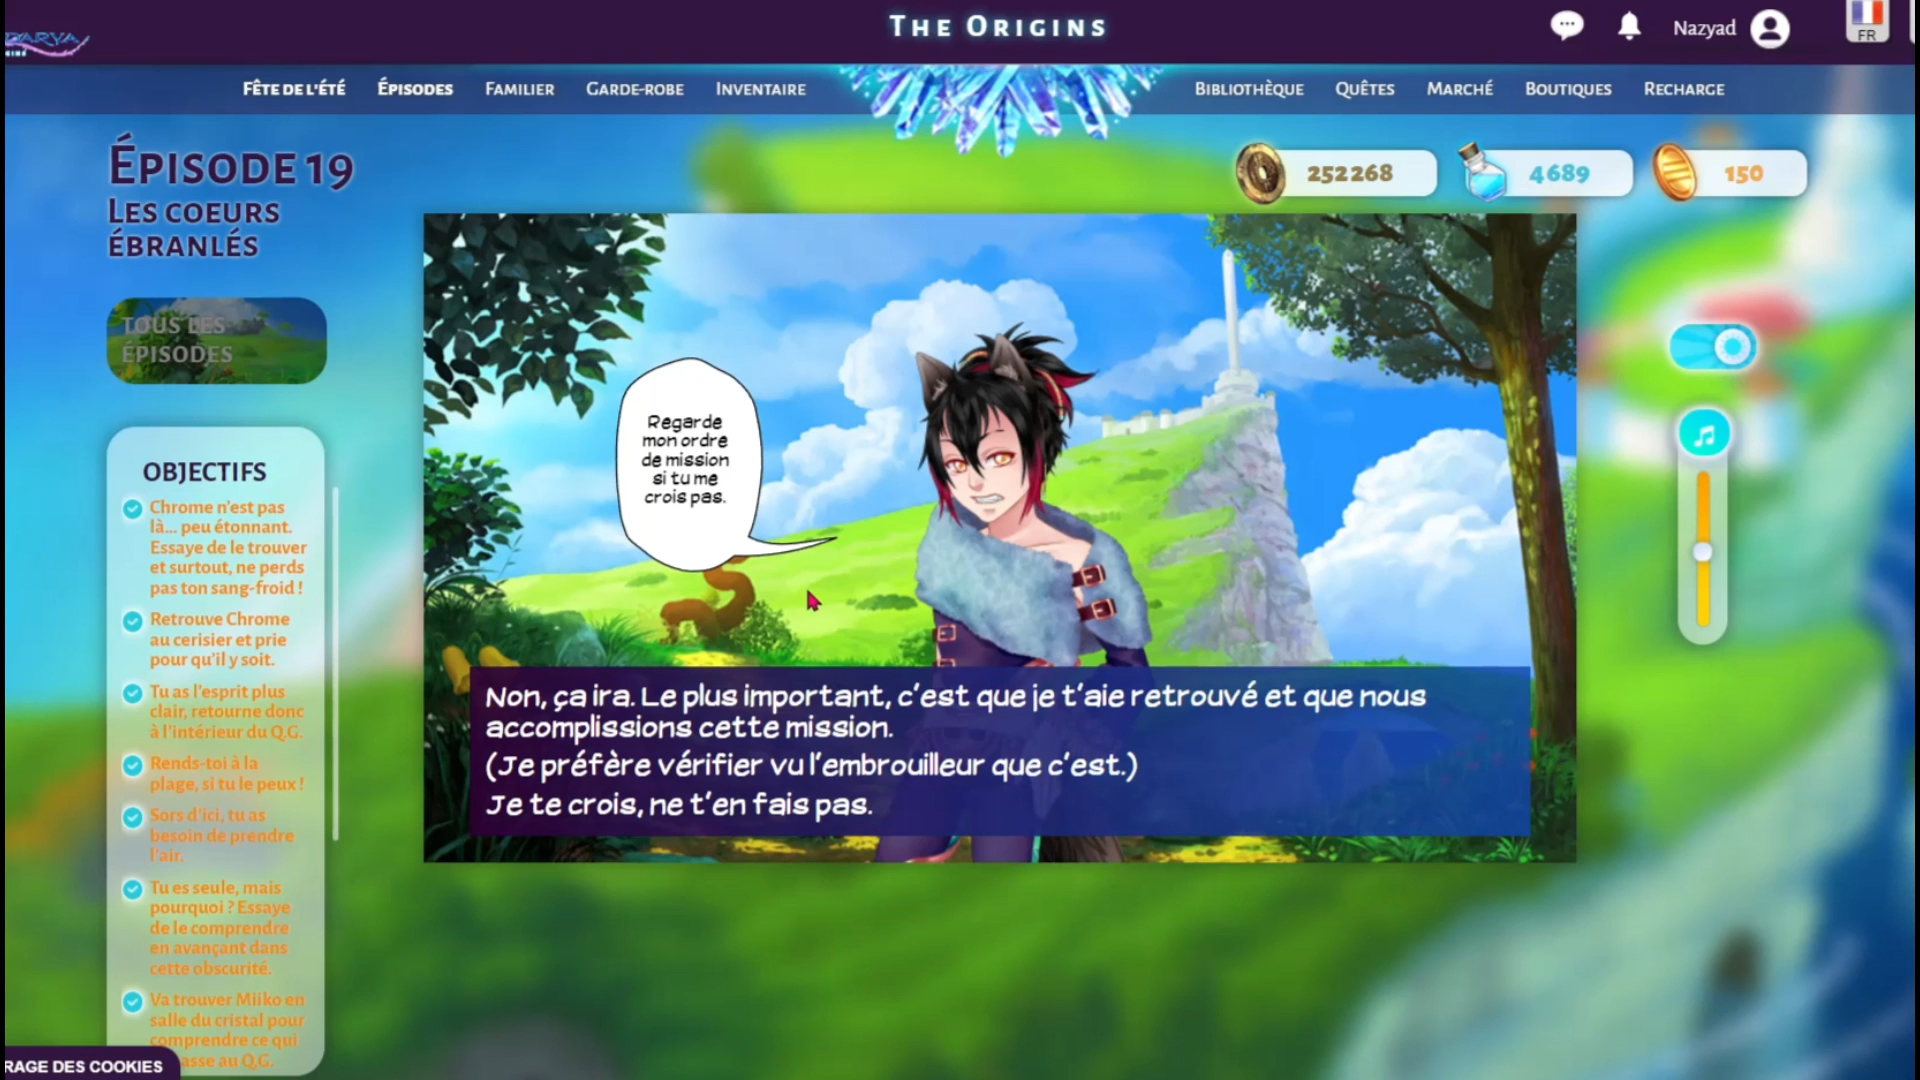 THE ORIGINS
Nazyad
FR
FÊTE DE L'ÉTÉ
ÉPISODES
FAMILIER
GARDE-ROBE
INVENTAIRE
BIBLIOTHÈQUE
QUÊTES
MARCHÉ
BOUTIQUES
RECHARGE
252268
4689
150
ÉPISODE 19
LES COEURS
ÉBRANLÉS
TOUS LES
ÉPISODES
OBJECTIFS
Chrome n'est pas
là... peu étonnant.
Essaye de le trouver
et surtout, ne perds
pas ton sang-froid !
Retrouve Chrome
au cerisier et prie
pour qu'il y soit.
Tu as l'esprit plus
clair, retourne donc
à l'intérieur du Q.G.
Rends-toi à la
plage, si tu le peux !
Sors d'ici, tu as
besoin de prendre
l'air.
Tu es seule, mais
pourquoi ? Essaye
de le comprendre
en avançant dans
cette obscurité.
Va trouver Miiko en
salle du cristal pour
comprendre ce qui
asse au Q.G.
RAGE DES COOKIES
Regarde
mon ordre
de mission
si tu me
crois pas.
Non, ça ira. Le plus important, c'est que je t'aie retrouvé et que nous
accomplissions cette mission.
(Je préfère vérifier vu l'embrouilleur que c'est.)
Je te crois, ne t'en fais pas.